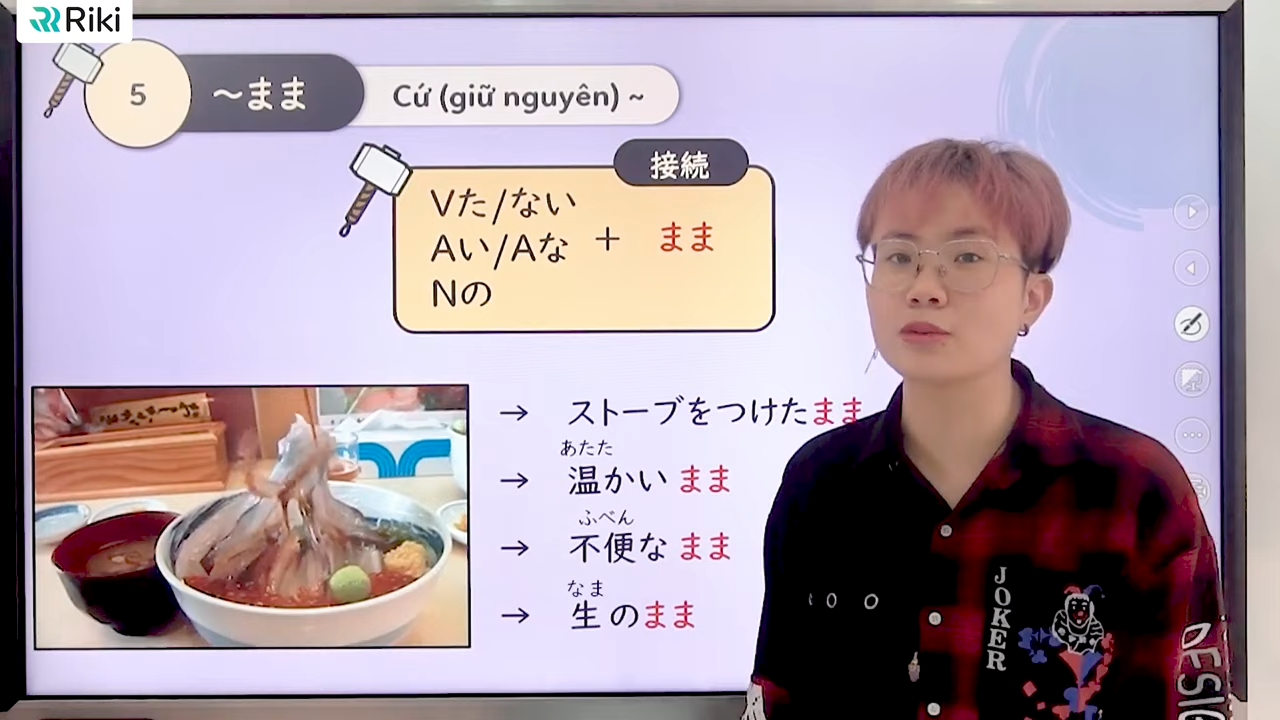 Riki
5
～まま
Cứ (giữ nguyên) ~
接続
Vた/ない
Aい/Aな
Nの
+ まま
→ ストーブをつけたまま
あたた
→ 温かい まま
ふべん
→ 不便な まま
なま
→ 生 のまま
JOKER
DESIG